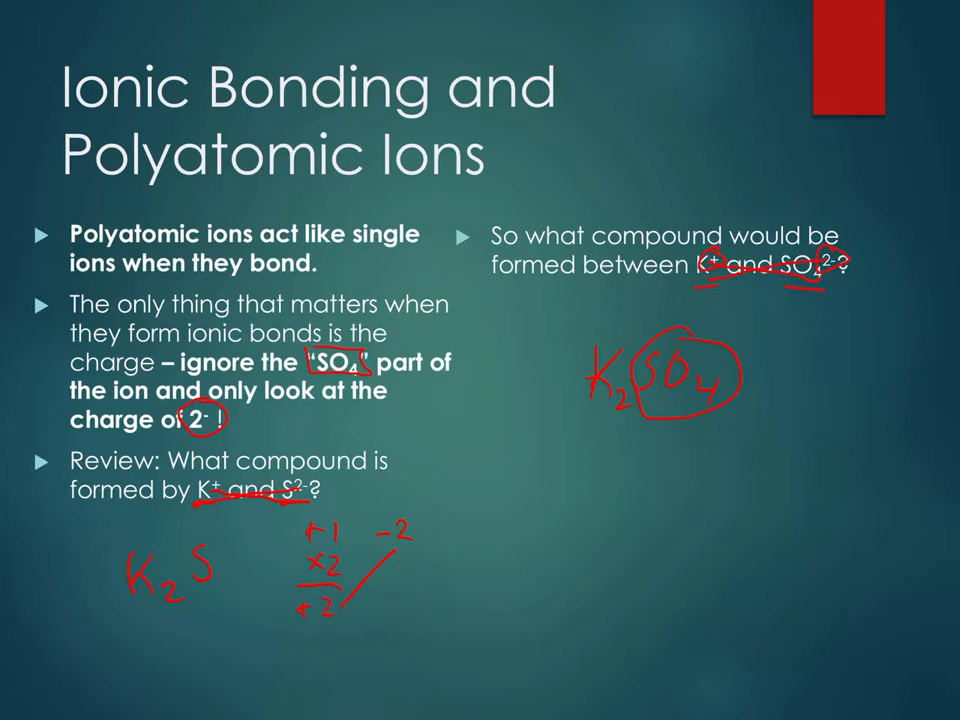 Ionic Bonding and
Polyatomic Ions
▶ Polyatomic ions act like single
ions when they bond.
▶ The only thing that matters when
they form ionic bonds is the
charge – ignore the “SO₄” part of
the ion and only look at the
charge of 2⁻ !
▶ Review: What compound is
formed by K⁺ and S²⁻?
K₂S
+1 -2
x2
+2
▶ So what compound would be
formed between K⁺ and SO₄²⁻?
K₂SO₄